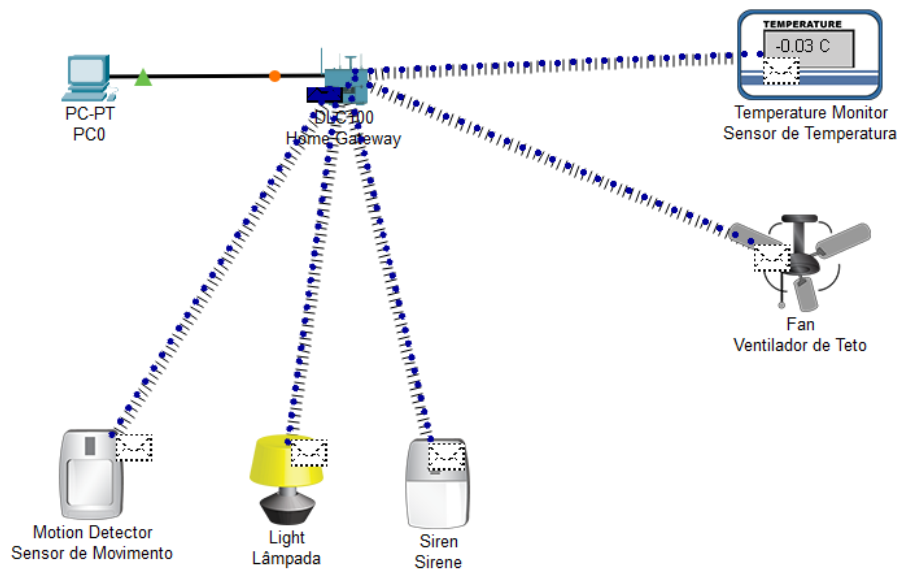 TEMPERATURE
-0.03 C
Temperature Monitor
Sensor de Temperatura
PC-PT
PC0
DLC100
Home Gateway
Fan
Ventilador de Teto
Motion Detector
Sensor de Movimento
Light
Lâmpada
Siren
Sirene